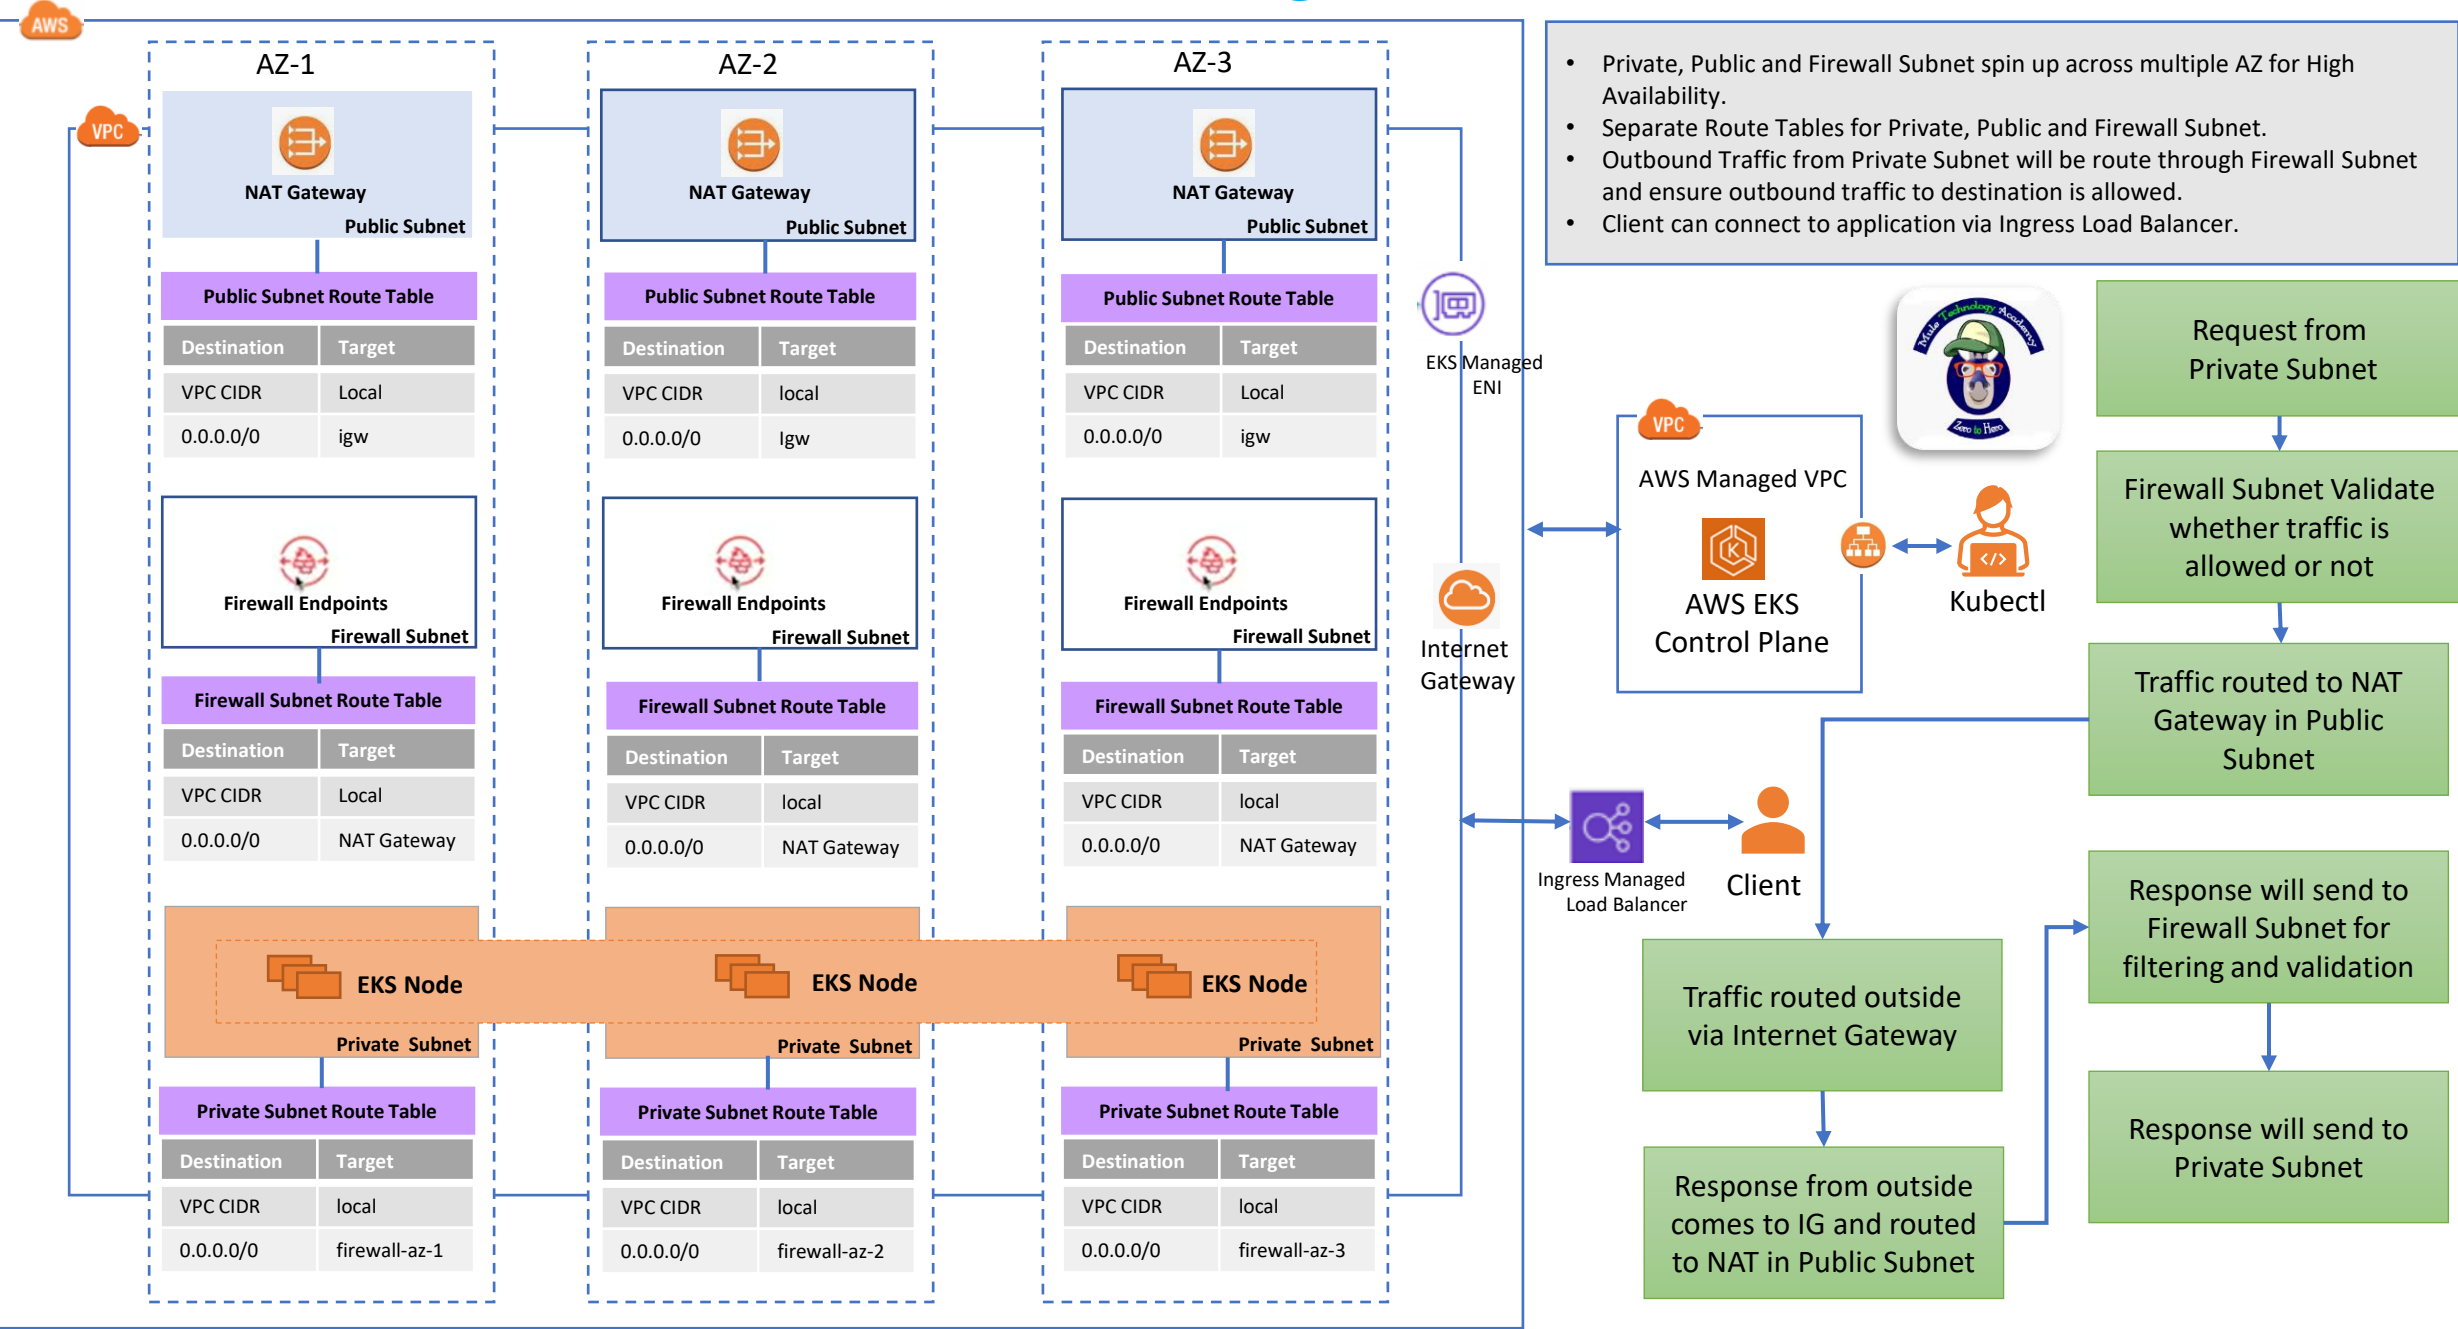 AWS
VPC
AZ-1
NAT Gateway
Public Subnet
Public Subnet Route Table
Destination Target
VPC CIDR Local
0.0.0.0/0 igw
Firewall Endpoints
Firewall Subnet
Firewall Subnet Route Table
Destination Target
VPC CIDR Local
0.0.0.0/0 NAT Gateway
EKS Node
Private Subnet
Private Subnet Route Table
Destination Target
VPC CIDR local
0.0.0.0/0 firewall-az-1
AZ-2
NAT Gateway
Public Subnet
Public Subnet Route Table
Destination Target
VPC CIDR local
0.0.0.0/0 Igw
Firewall Endpoints
Firewall Subnet
Firewall Subnet Route Table
Destination Target
VPC CIDR local
0.0.0.0/0 NAT Gateway
EKS Node
Private Subnet
Private Subnet Route Table
Destination Target
VPC CIDR local
0.0.0.0/0 firewall-az-2
AZ-3
NAT Gateway
Public Subnet
Public Subnet Route Table
Destination Target
VPC CIDR Local
0.0.0.0/0 igw
Firewall Endpoints
Firewall Subnet
Firewall Subnet Route Table
Destination Target
VPC CIDR local
0.0.0.0/0 NAT Gateway
EKS Node
Private Subnet
Private Subnet Route Table
Destination Target
VPC CIDR local
0.0.0.0/0 firewall-az-3
EKS Managed
ENI
Internet
Gateway
• Private, Public and Firewall Subnet spin up across multiple AZ for High
Availability.
• Separate Route Tables for Private, Public and Firewall Subnet.
• Outbound Traffic from Private Subnet will be route through Firewall Subnet
and ensure outbound traffic to destination is allowed.
• Client can connect to application via Ingress Load Balancer.
VPC
AWS Managed VPC
AWS EKS
Control Plane
Kubectl
Mule Technology Academy
Zero to Hero
Ingress Managed
Load Balancer
Client
Request from
Private Subnet
Firewall Subnet Validate
whether traffic is
allowed or not
Traffic routed to NAT
Gateway in Public
Subnet
Traffic routed outside
via Internet Gateway
Response from outside
comes to IG and routed
to NAT in Public Subnet
Response will send to
Firewall Subnet for
filtering and validation
Response will send to
Private Subnet